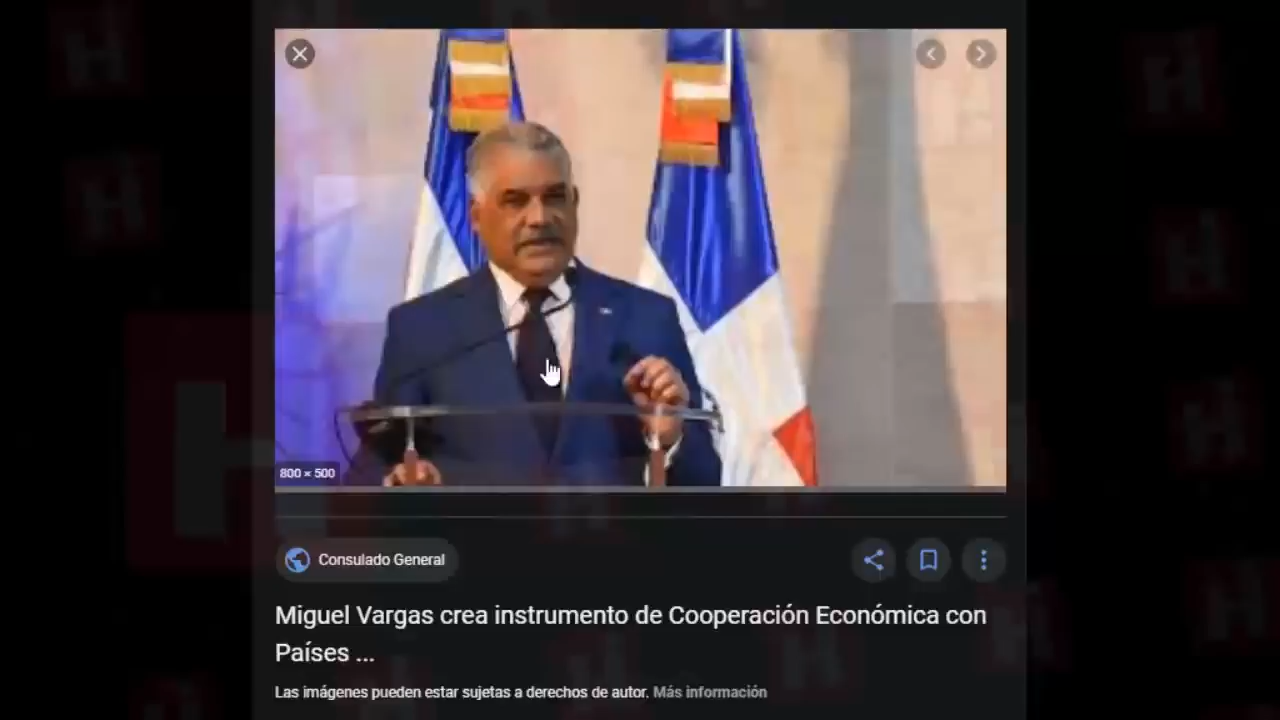 800 × 500
Consulado General
Miguel Vargas crea instrumento de Cooperación Económica con
Países ...
Las imágenes pueden estar sujetas a derechos de autor. Más información